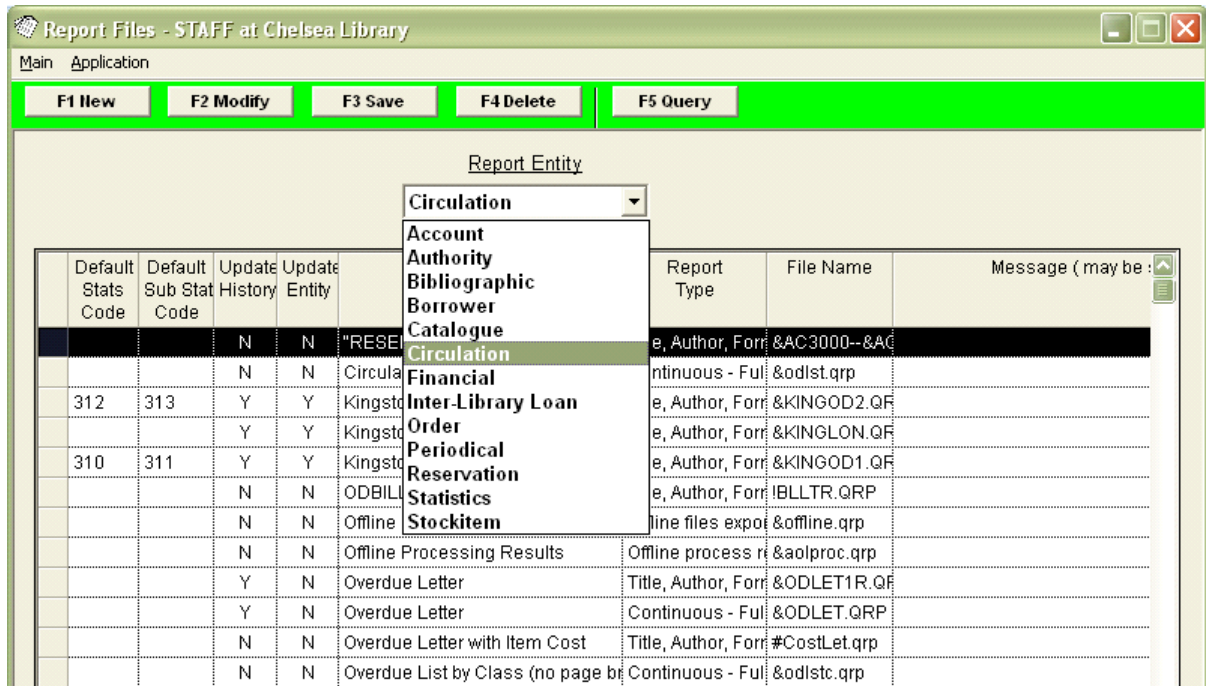 Report Files - STAFF at Chelsea Library
Main Application
F1 New F2 Modify F3 Save F4 Delete F5 Query
Report Entity
Circulation
Account
Authority
Bibliographic
Borrower
Catalogue
Circulation
Financial
Inter-Library Loan
Order
Periodical
Reservation
Statistics
Stockitem
Default Stats Code Default Sub Stat Code Update History Update Entity Report Type File Name Message ( may be
N N "RESE e, Author, Forr &AC3000--&AC
N N Circula ntinuous - Ful &odlst.qrp
312 313 Y Y Kingsto e, Author, Forr &KINGOD2.QR
Y Y Kingsto e, Author, Forr &KINGLON.QR
310 311 Y Y Kingsto e, Author, Forr &KINGOD1.QR
N N ODBILL e, Author, Forr !BLLTR.QRP
N N Offline line files expor &offline.qrp
N N Offline Processing Results Offline process re &aolproc.qrp
Y N Overdue Letter Title, Author, Forr &ODLET1R.QR
Y N Overdue Letter Continuous - Ful &ODLET.QRP
N N Overdue Letter with Item Cost Title, Author, Forr #CostLet.qrp
N N Overdue List by Class (no page br Continuous - Ful &odlstc.qrp